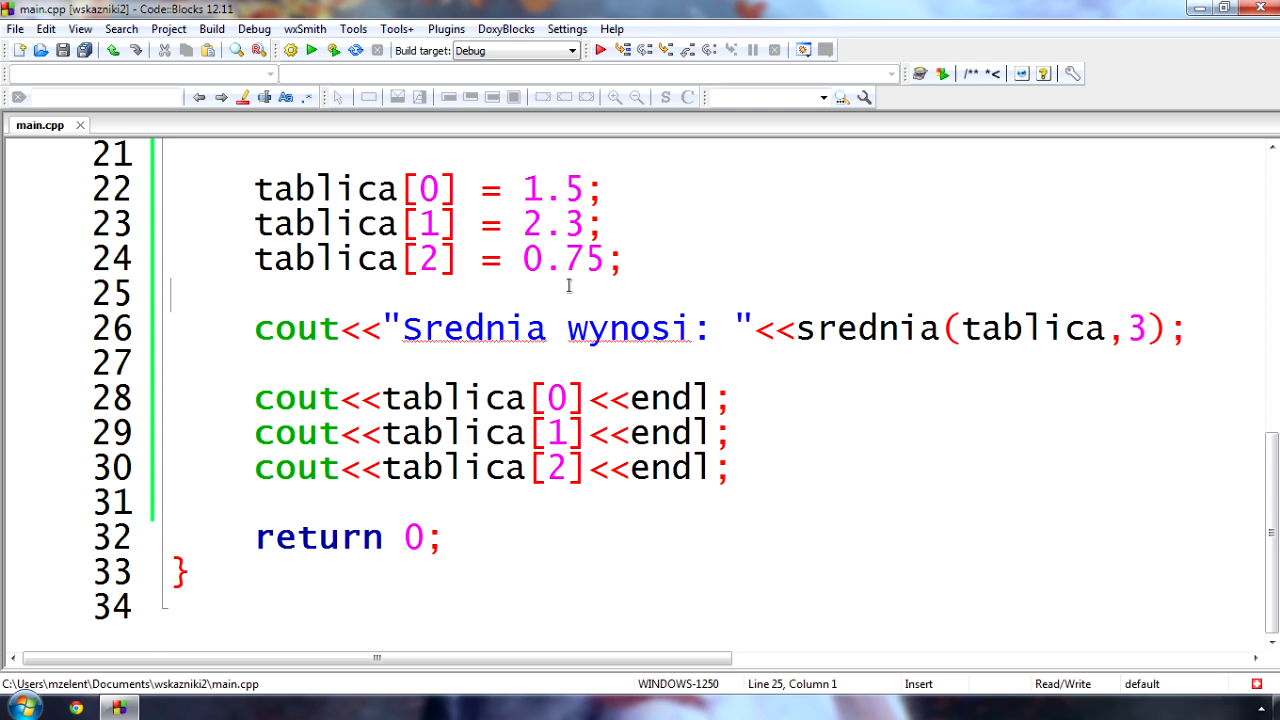 main.cpp [wskazniki2] - Code::Blocks 12.11
File Edit View Search Project Build Debug wxSmith Tools Tools+ Plugins DoxyBlocks Settings Help
Build target: Debug
/** *<
S C
main.cpp
21
22 tablica[0] = 1.5;
23 tablica[1] = 2.3;
24 tablica[2] = 0.75;
25
26 cout<<"Srednia wynosi: "<<srednia(tablica,3);
27
28 cout<<tablica[0]<<endl;
29 cout<<tablica[1]<<endl;
30 cout<<tablica[2]<<endl;
31
32 return 0;
33 }
34
C:\Users\mzelent\Documents\wskazniki2\main.cpp WINDOWS-1250 Line 25, Column 1 Insert Read/Write default